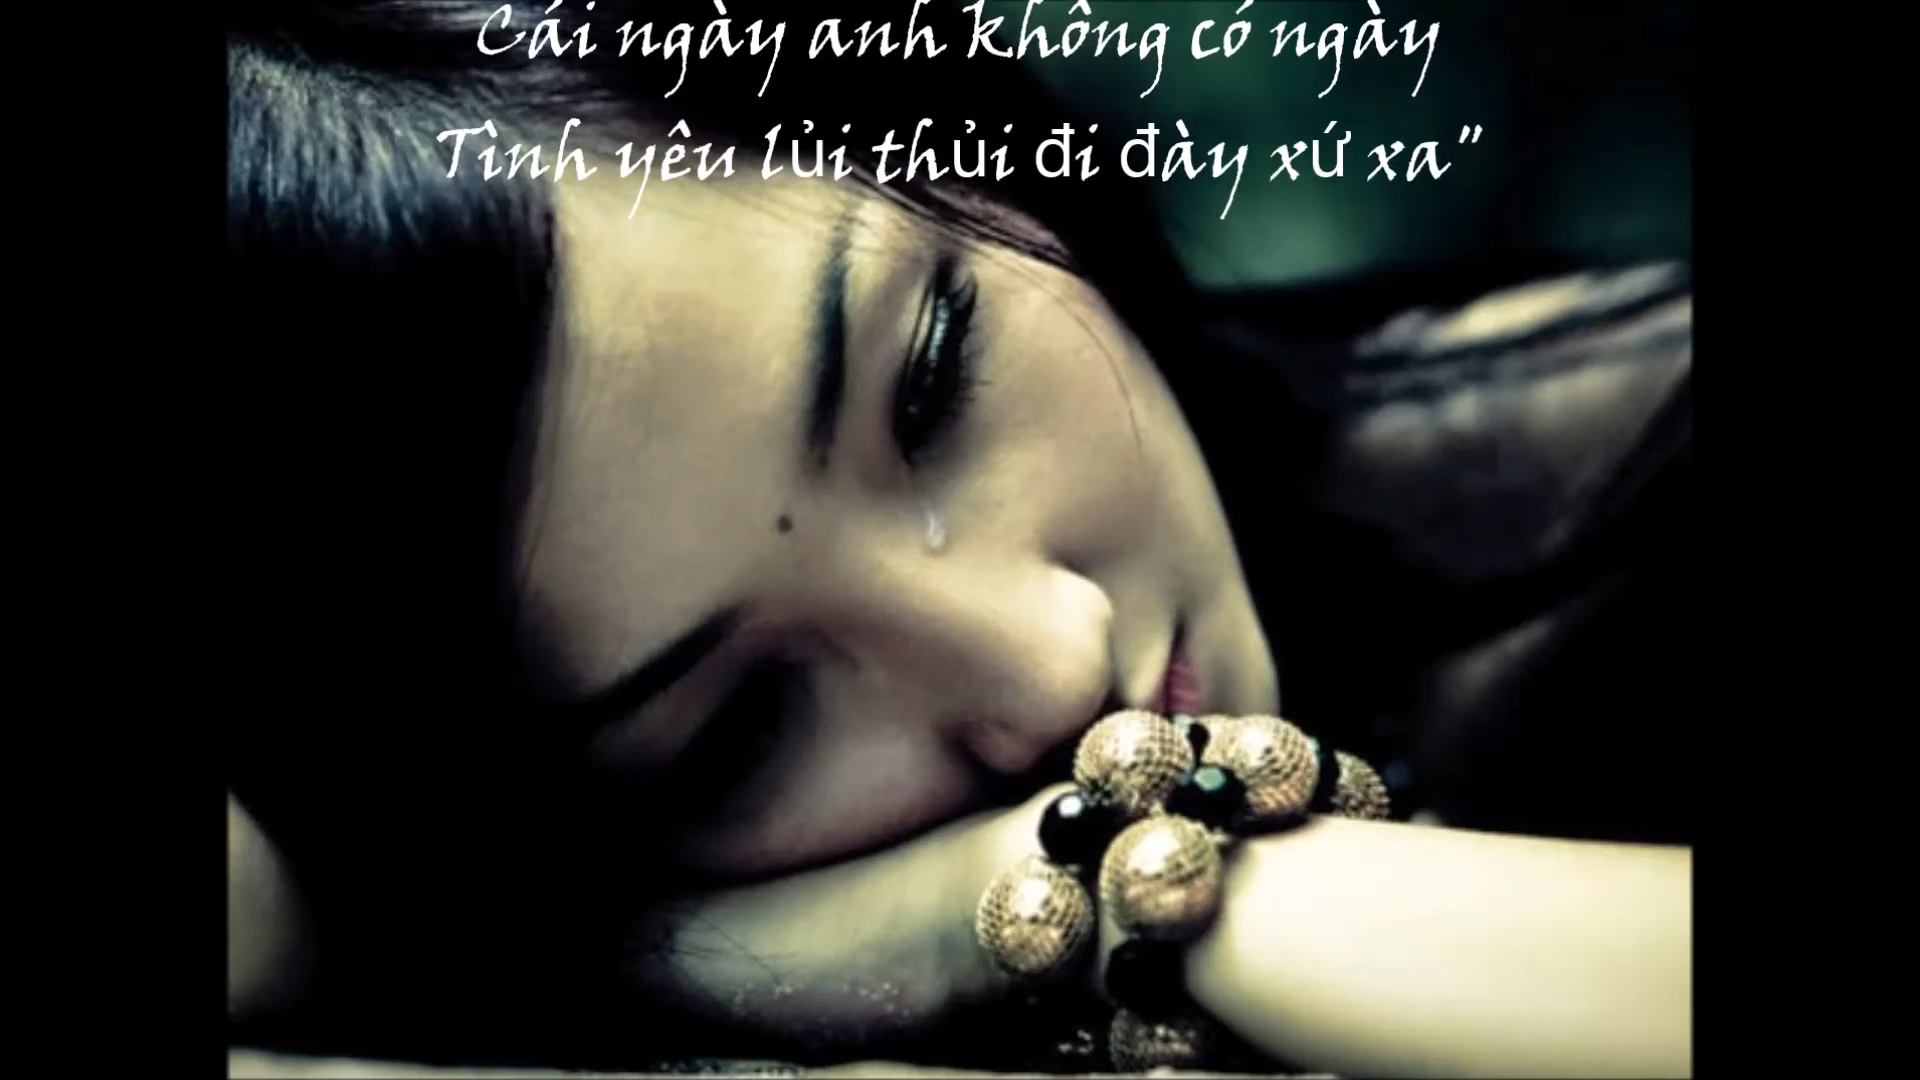 Cái ngày anh không có ngày
Tình yêu lủi thủi đi đày xứ xa”